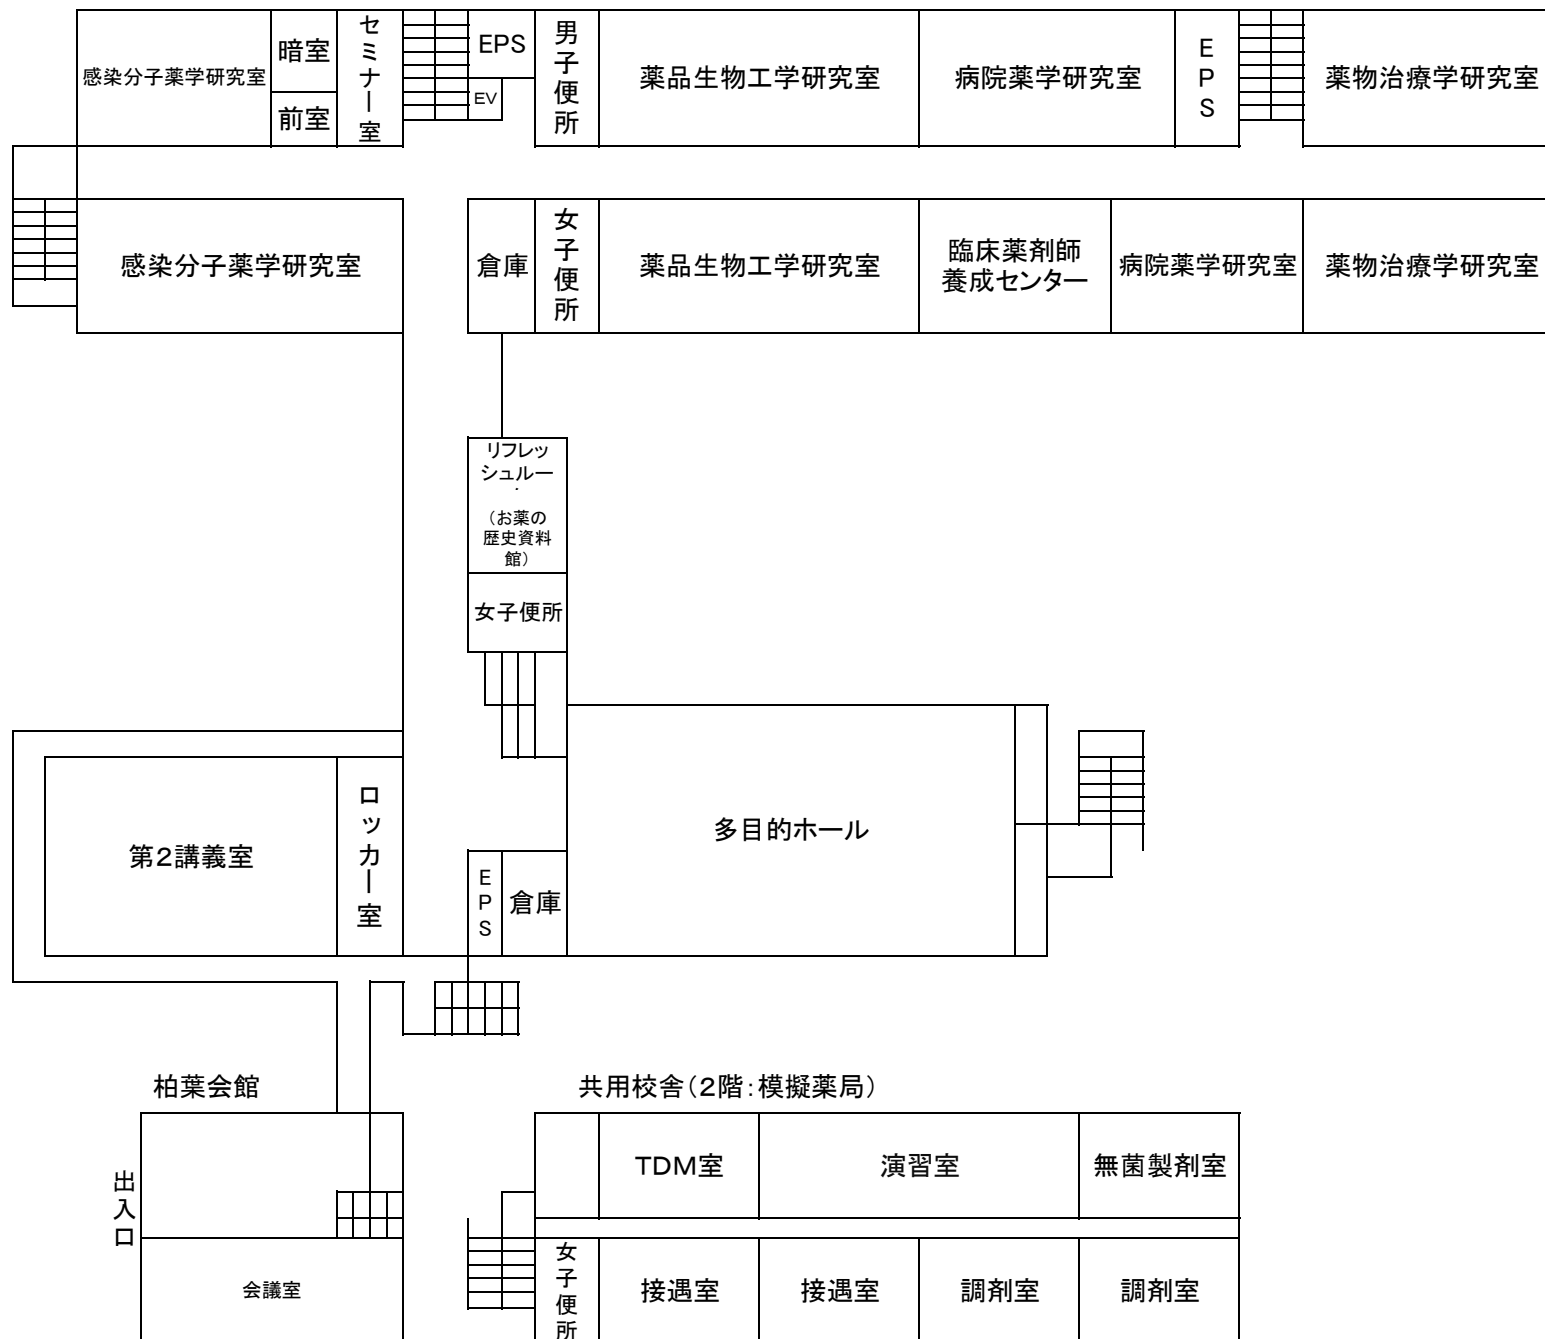 感染分子薬学研究室
暗室
前室
セミナー室
EPS
EV
男子便所
薬品生物工学研究室
病院薬学研究室
EPS
薬物治療学研究室
感染分子薬学研究室
倉庫
女子便所
薬品生物工学研究室
臨床薬剤師
養成センター
病院薬学研究室
薬物治療学研究室
リフレッ
シュルー
(お薬の
歴史資料
館)
女子便所
第2講義室
ロッカー室
EPS
倉庫
多目的ホール
柏葉会館
共用校舎(2階:模擬薬局)
出入口
TDM室
演習室
無菌製剤室
会議室
女子便所
接遇室
接遇室
調剤室
調剤室